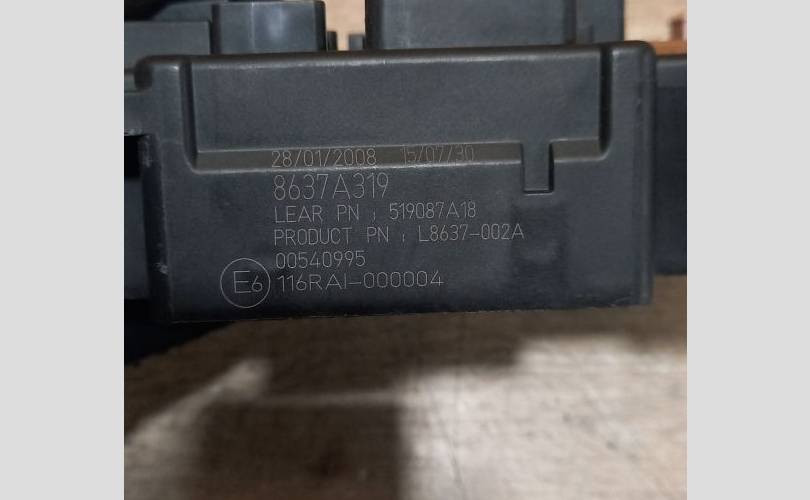 28/01/2008 15/07/30
8637A319
LEAR PN : 519087A18
PRODUCT PN : L8637-002A
00540995
E6 116RAI-000004